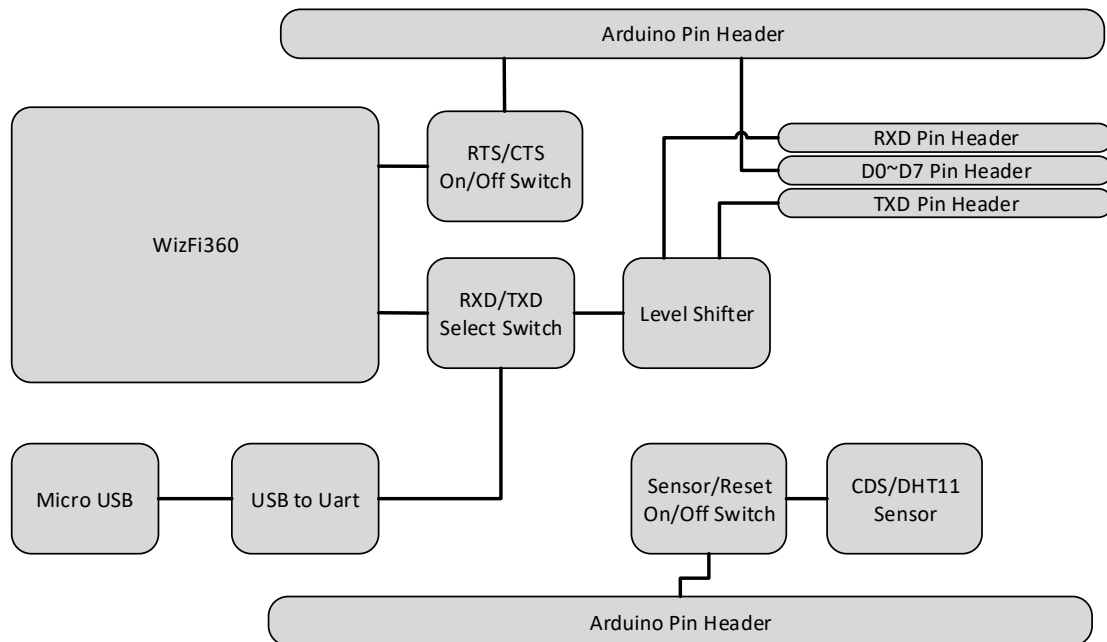 Arduino Pin Header
RTS/CTS
On/Off Switch
RXD Pin Header
D0~D7 Pin Header
TXD Pin Header
WizFi360
RXD/TXD
Select Switch
Level Shifter
Micro USB
USB to Uart
Sensor/Reset
On/Off Switch
CDS/DHT11
Sensor
Arduino Pin Header